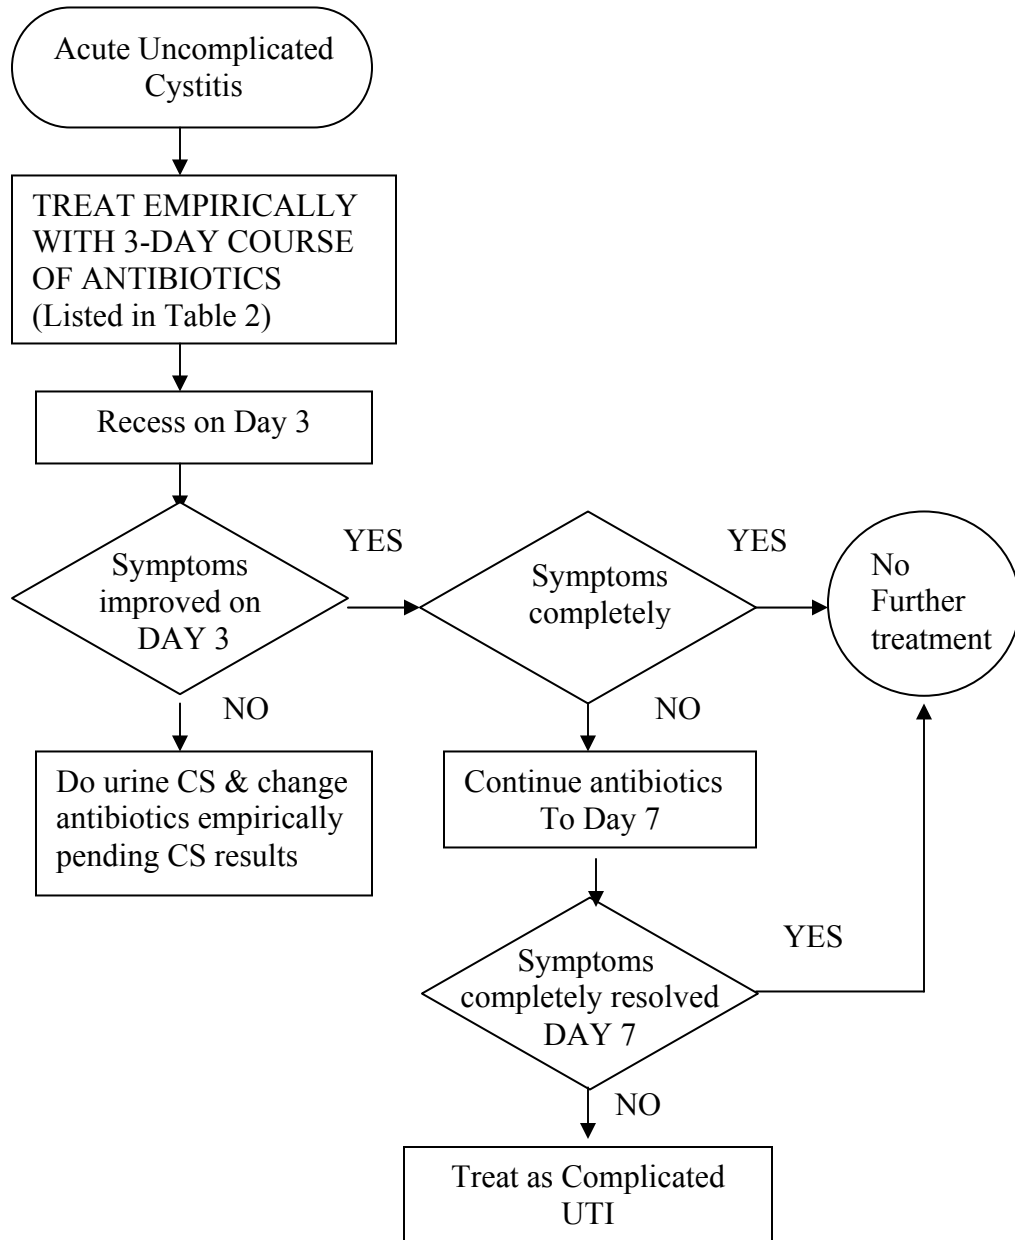 Acute Uncomplicated
Cystitis
TREAT EMPIRICALLY
WITH 3-DAY COURSE
OF ANTIBIOTICS
(Listed in Table 2)
Recess on Day 3
Symptoms
improved on
DAY 3
YES
Symptoms
completely
YES
No
Further
treatment
NO
Do urine CS & change
antibiotics empirically
pending CS results
NO
Continue antibiotics
To Day 7
Symptoms
completely resolved
DAY 7
YES
NO
Treat as Complicated
UTI